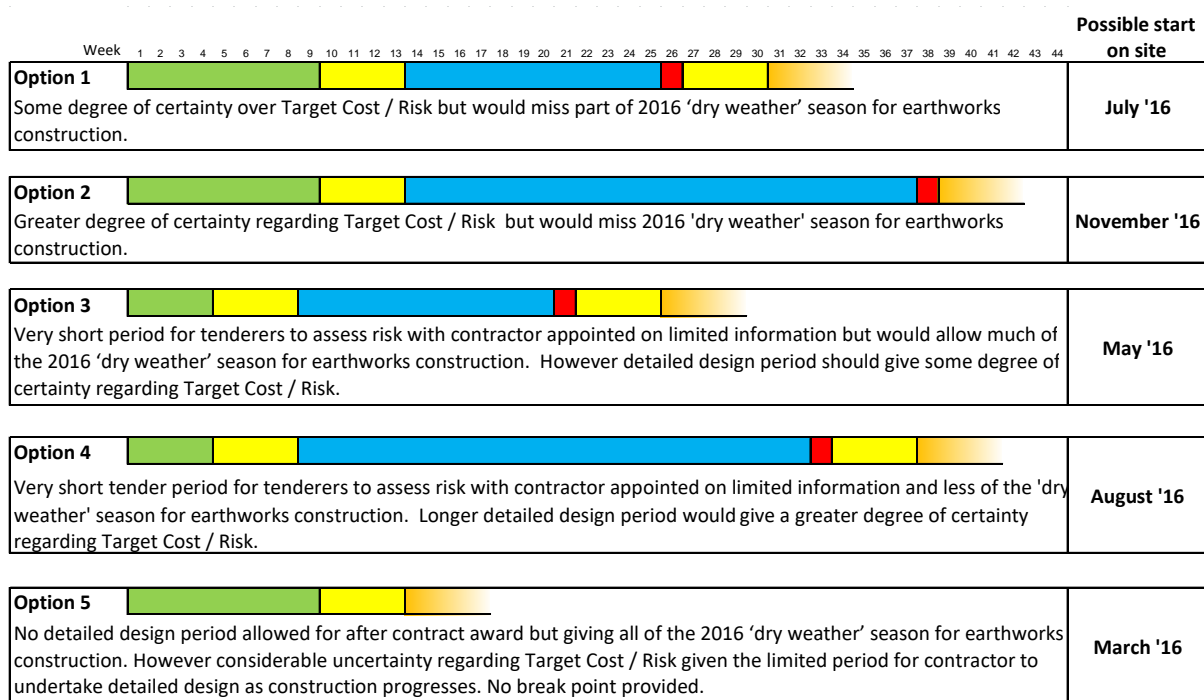 Possible start
on site
Week 1 2 3 4 5 6 7 8 9 10 11 12 13 14 15 16 17 18 19 20 21 22 23 24 25 26 27 28 29 30 31 32 33 34 35 36 37 38 39 40 41 42 43 44
Option 1
Some degree of certainty over Target Cost / Risk but would miss part of 2016 ‘dry weather’ season for earthworks
construction.
July '16
Option 2
Greater degree of certainty regarding Target Cost / Risk  but would miss 2016 'dry weather' season for earthworks
construction.
November '16
Option 3
Very short period for tenderers to assess risk with contractor appointed on limited information but would allow much of
the 2016 ‘dry weather’ season for earthworks construction.  However detailed design period should give some degree of
certainty regarding Target Cost / Risk.
May '16
Option 4
Very short tender period for tenderers to assess risk with contractor appointed on limited information and less of the 'dry
weather' season for earthworks construction.  Longer detailed design period would give a greater degree of certainty
regarding Target Cost / Risk.
August '16
Option 5
No detailed design period allowed for after contract award but giving all of the 2016 ‘dry weather’ season for earthworks
construction. However considerable uncertainty regarding Target Cost / Risk given the limited period for contractor to
undertake detailed design as construction progresses. No break point provided.
March '16